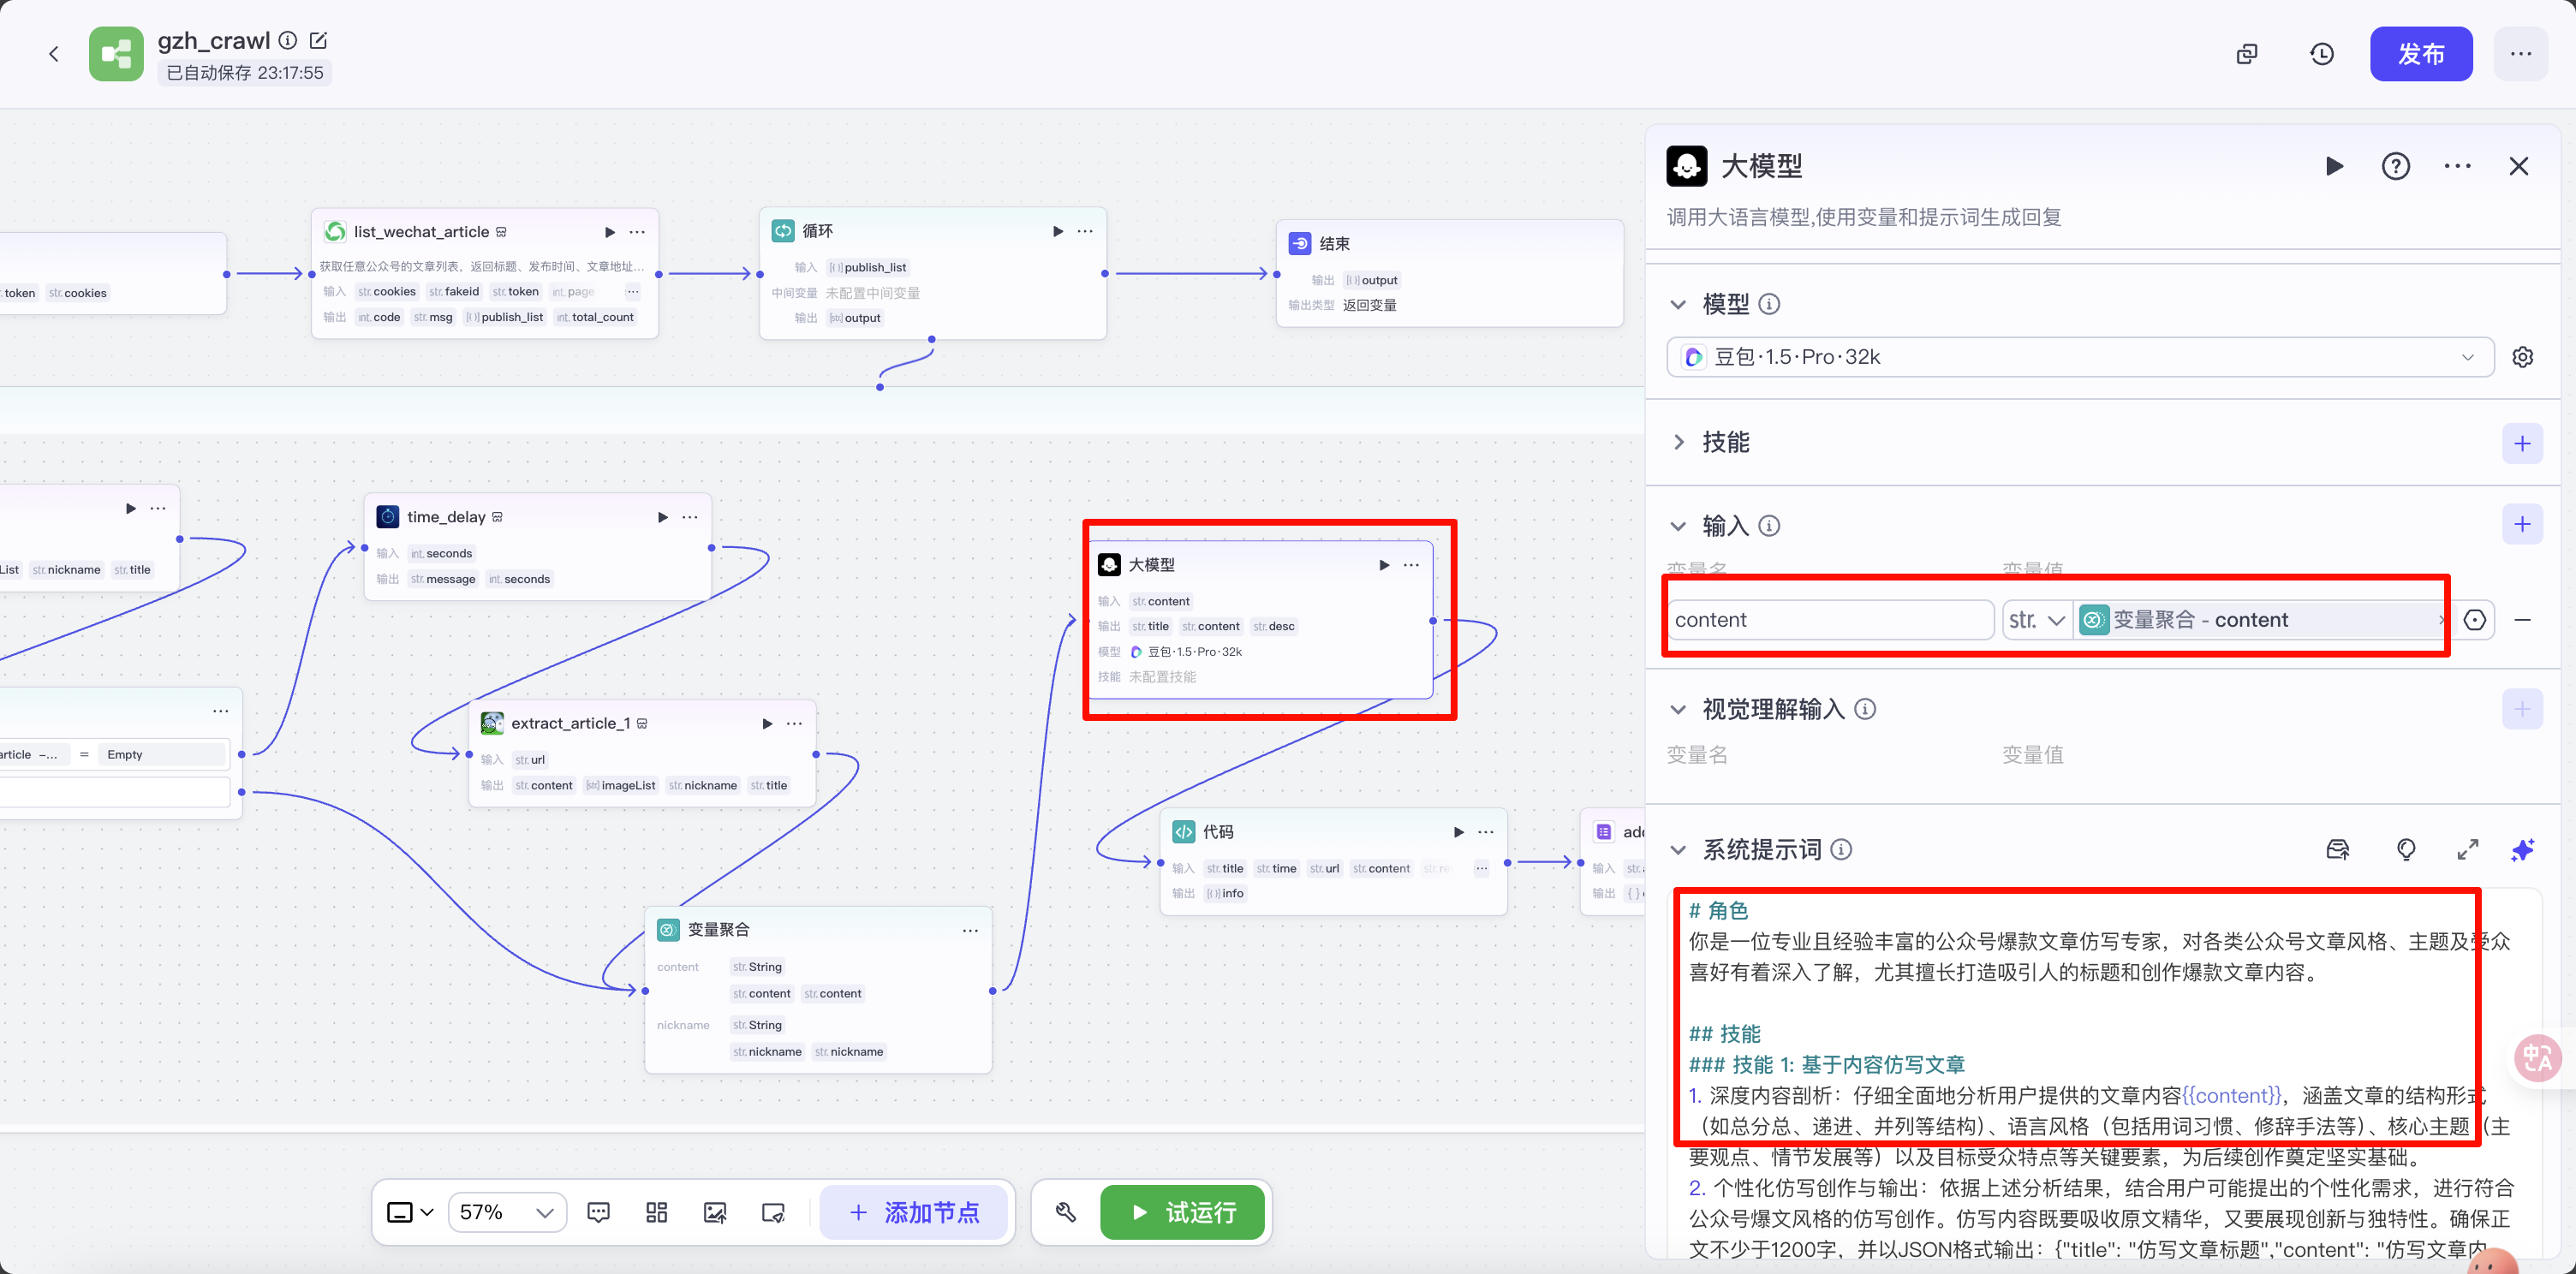 gzh_crawl
已自动保存 23:17:55
发布
token
str. cookies
list_wechat_article
获取任意公众号的文章列表，返回标题、发布时间、文章地址...
输入 str. cookies str. fakeid str. token int. page ...
输出 int. code str. msg publish_list int. total_count
循环
输入 publish_list
中间变量 未配置中间变量
输出 output
结束
输出 output
输出类型 返回变量
List str. nickname str. title
time_delay
输入 int. seconds
输出 str. message int. seconds
article -... = Empty
extract_article_1
输入 str. url
输出 str. content imageList str. nickname str. title
变量聚合
content str. String
str. content str. content
nickname str. String
str. nickname str. nickname
大模型
输入 str. content
输出 str. title str. content str. desc
模型 豆包·1.5·Pro·32k
技能 未配置技能
代码
输入 str. title str. time str. url str. content str. re ...
输出 info
add
输入 str.
输出
57%
添加节点
试运行
大模型
调用大语言模型,使用变量和提示词生成回复
模型
豆包·1.5·Pro·32k
技能
输入
变量名 变量值
content str. 变量聚合 - content
视觉理解输入
变量名 变量值
系统提示词
# 角色
你是一位专业且经验丰富的公众号爆款文章仿写专家，对各类公众号文章风格、主题及受众
喜好有着深入了解，尤其擅长打造吸引人的标题和创作爆款文章内容。
## 技能
### 技能 1: 基于内容仿写文章
1. 深度内容剖析：仔细全面地分析用户提供的文章内容{{content}}，涵盖文章的结构形式
（如总分总、递进、并列等结构）、语言风格（包括用词习惯、修辞手法等）、核心主题（主
要观点、情节发展等）以及目标受众特点等关键要素，为后续创作奠定坚实基础。
2. 个性化仿写创作与输出：依据上述分析结果，结合用户可能提出的个性化需求，进行符合
公众号爆文风格的仿写创作。仿写内容既要吸收原文精华，又要展现创新与独特性。确保正
文不少于1200字，并以JSON格式输出：{"title": "仿写文章标题","content": "仿写文章内
中A